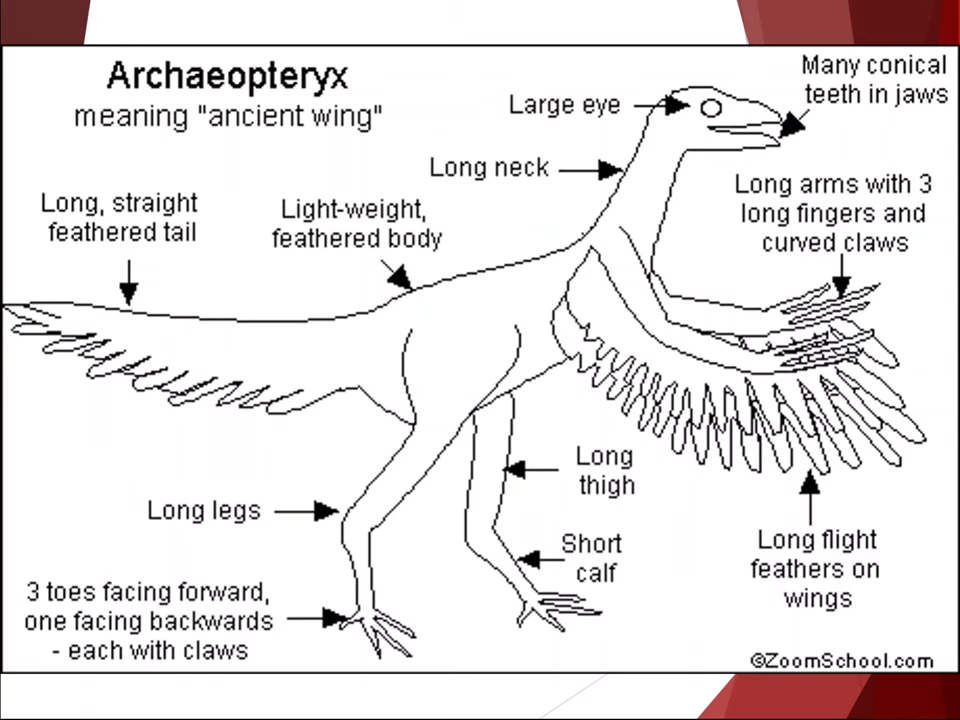 Archaeopteryx
meaning "ancient wing"
Large eye
Many conical
teeth in jaws
Long neck
Long arms with 3
long fingers and
curved claws
Long, straight
feathered tail
Light-weight,
feathered body
Long
thigh
Long legs
Short
calf
Long flight
feathers on
wings
3 toes facing forward,
one facing backwards
- each with claws
©ZoomSchool.com